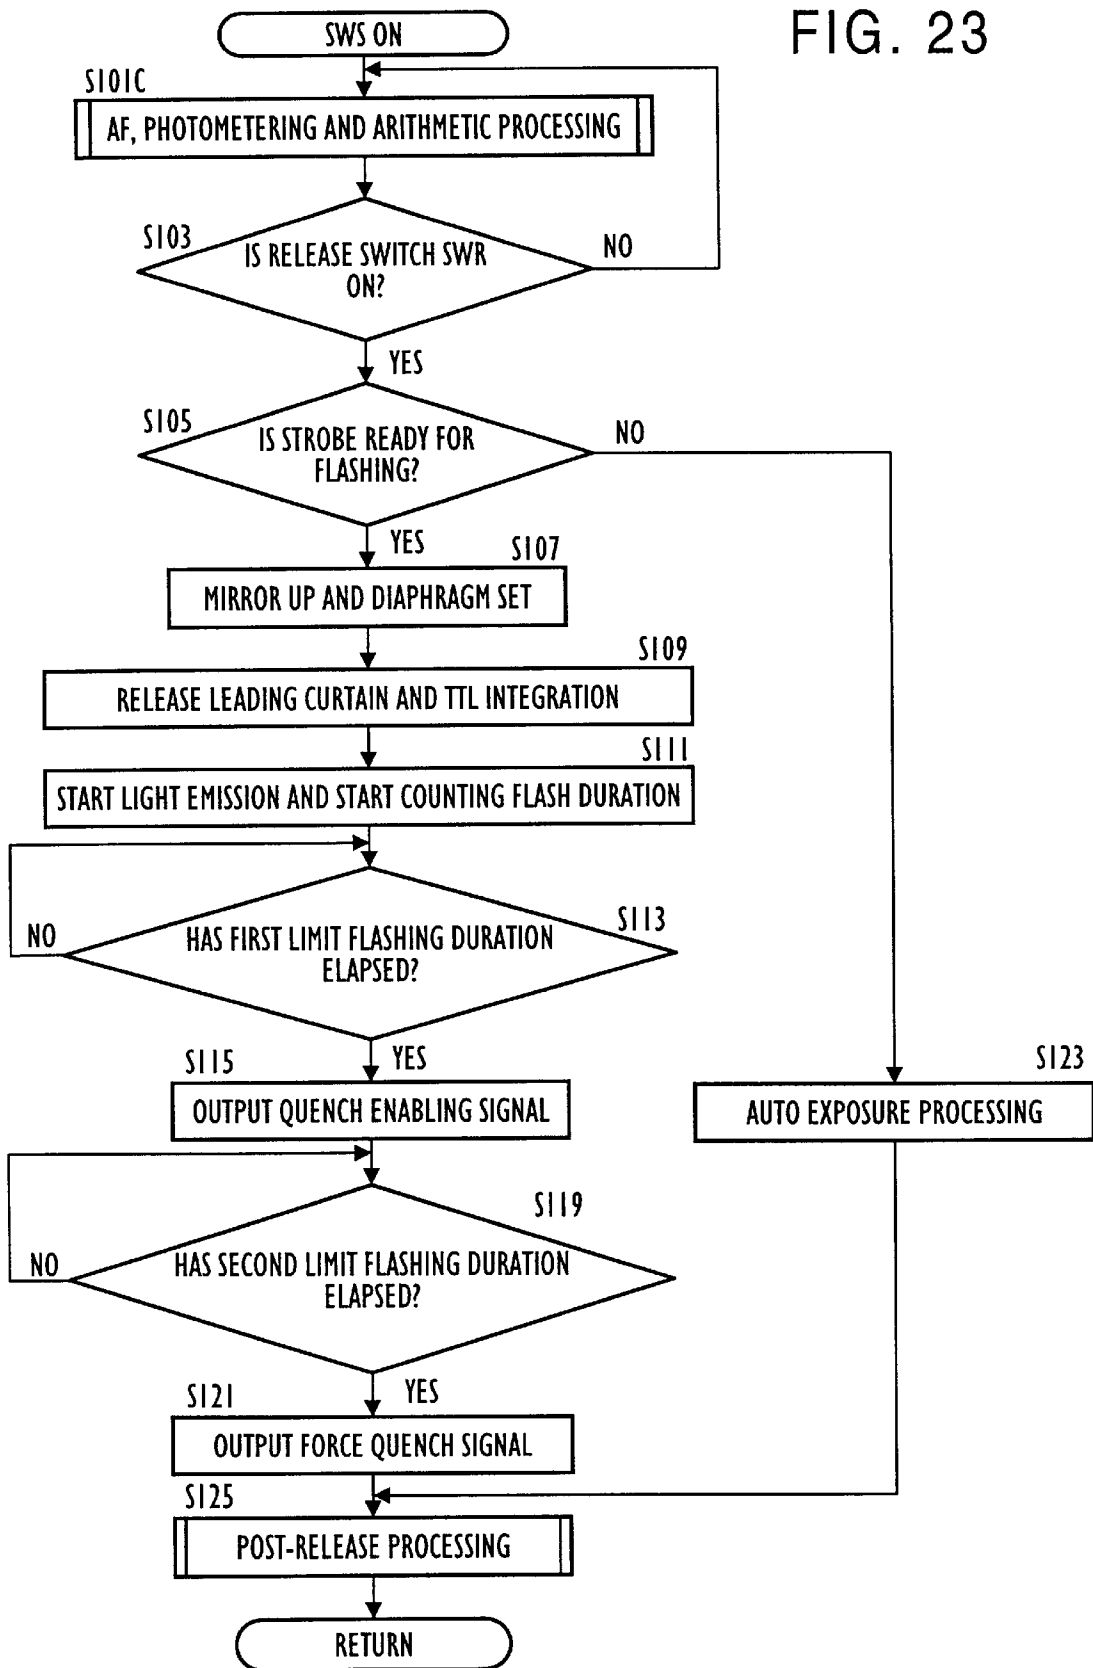 FIG. 23
SWS ON
S101C
AF, PHOTOMETERING AND ARITHMETIC PROCESSING
S103
IS RELEASE SWITCH SWR
ON?
NO
YES
S105
IS STROBE READY FOR
FLASHING?
NO
YES
S107
MIRROR UP AND DIAPHRAGM SET
S109
RELEASE LEADING CURTAIN AND TTL INTEGRATION
S111
START LIGHT EMISSION AND START COUNTING FLASH DURATION
S113
HAS FIRST LIMIT FLASHING DURATION
ELAPSED?
NO
YES
S115
OUTPUT QUENCH ENABLING SIGNAL
S123
AUTO EXPOSURE PROCESSING
S119
HAS SECOND LIMIT FLASHING DURATION
ELAPSED?
NO
YES
S121
OUTPUT FORCE QUENCH SIGNAL
S125
POST-RELEASE PROCESSING
RETURN